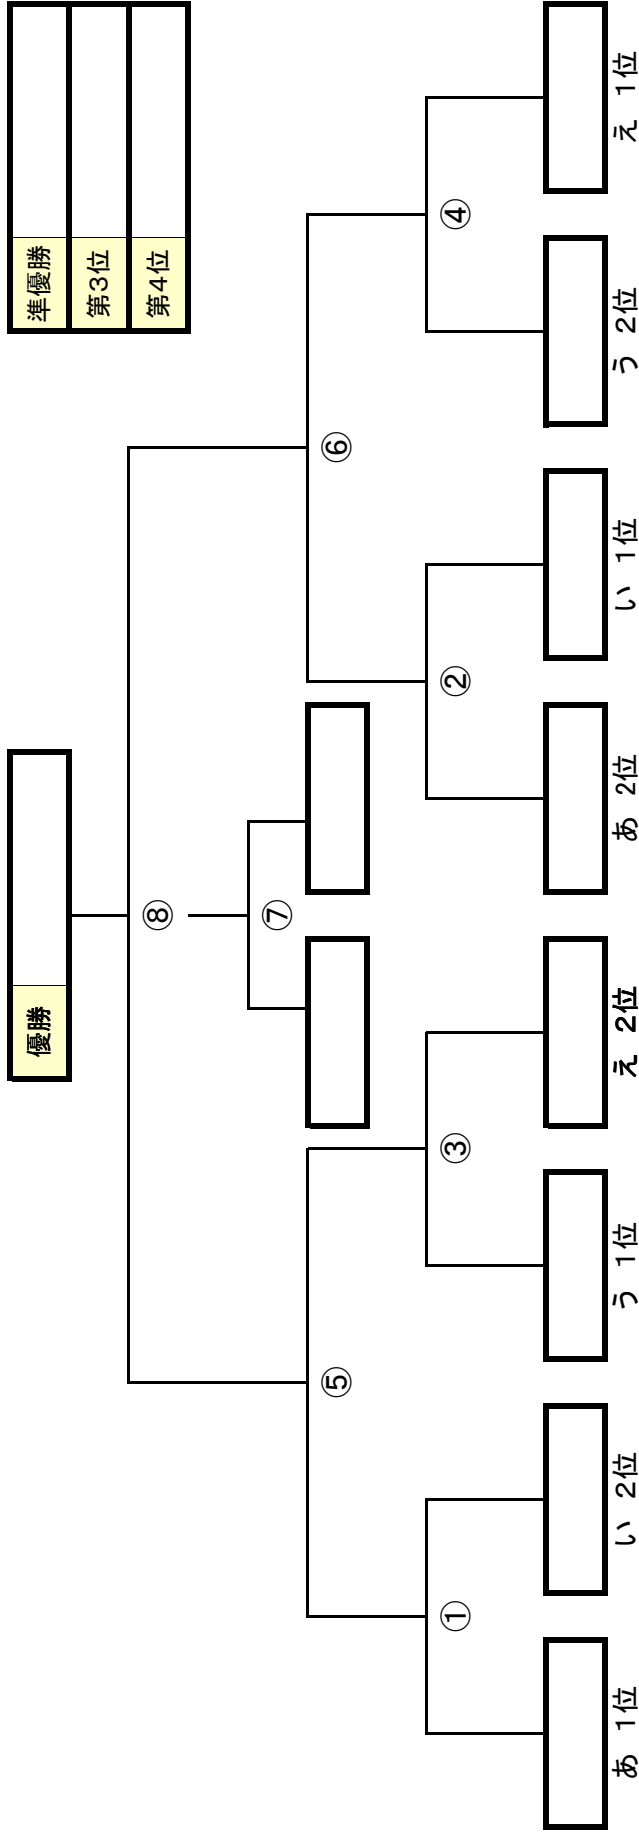 優勝
準優勝
第3位
第4位
⑧
⑦
⑤
⑥
①
③
②
④
あ 1位
い 2位
う 1位
え 2位
あ 2位
い 1位
う 2位
え 1位